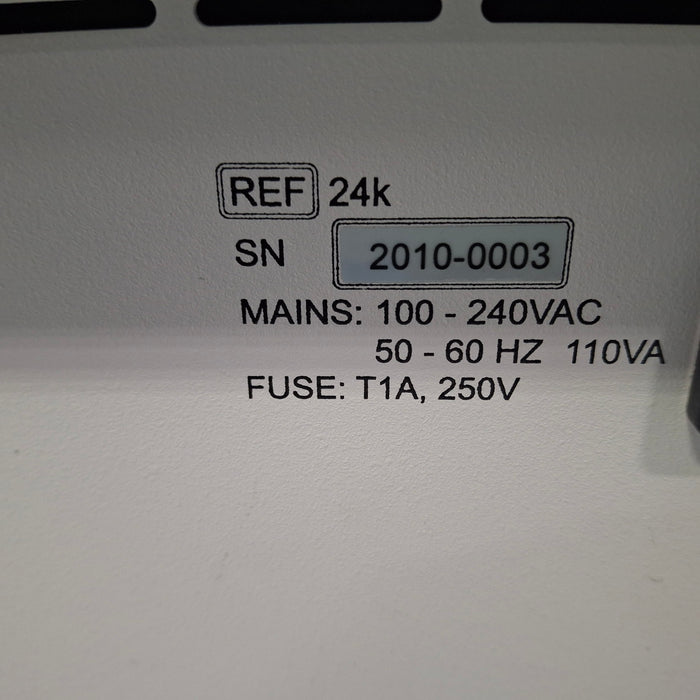 REF 24k
SN 2010-0003
MAINS: 100 - 240VAC
50 - 60 HZ 110VA
FUSE: T1A, 250V